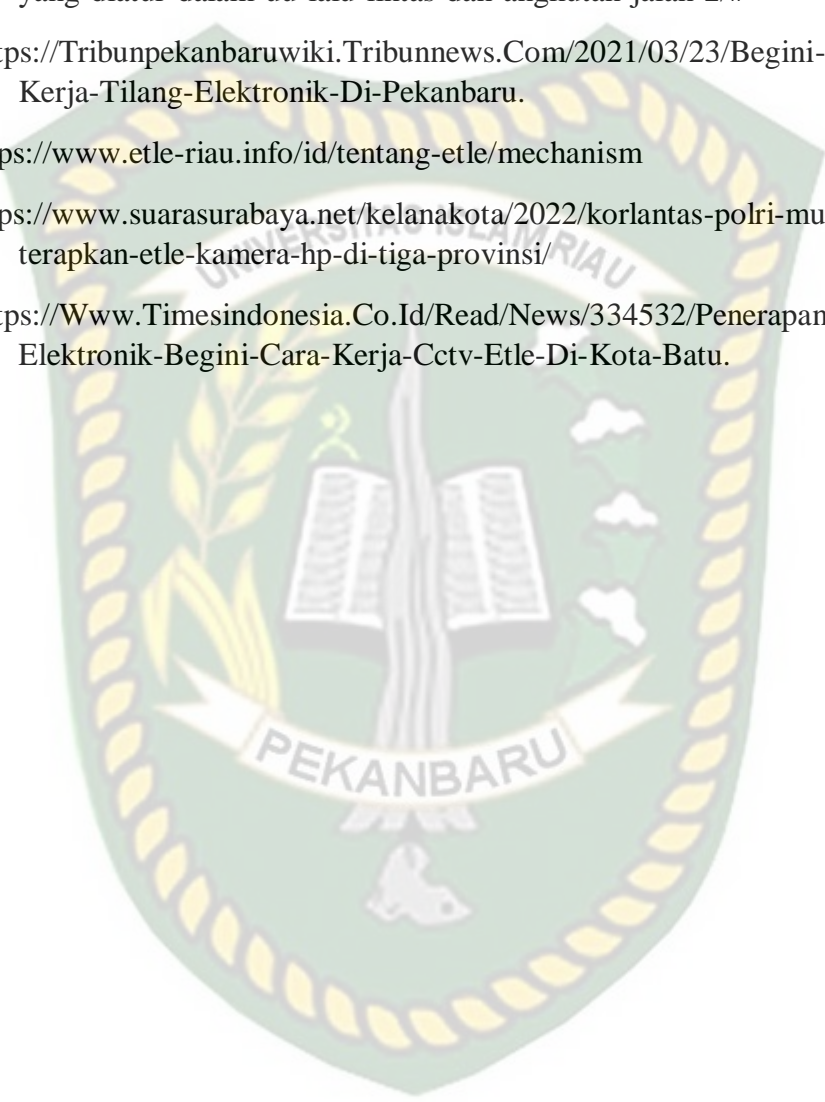 yang diatur dalam uu lalu lintas dan angkutan jalan 2/#
tps://Tribunpekanbaruwiki.Tribunnews.Com/2021/03/23/Begini-
Kerja-Tilang-Elektronik-Di-Pekanbaru.
ps://www.etle-riau.info/id/tentang-etle/mechanism
ps://www.suarasurabaya.net/kelanakota/2022/korlantas-polri-mu
terapkan-etle-kamera-hp-di-tiga-provinsi/
tps://Www.Timesindonesia.Co.Id/Read/News/334532/Penerapan
Elektronik-Begini-Cara-Kerja-Cctv-Etle-Di-Kota-Batu.
UNIVERSITAS ISLAM RIAU
PEKANBARU